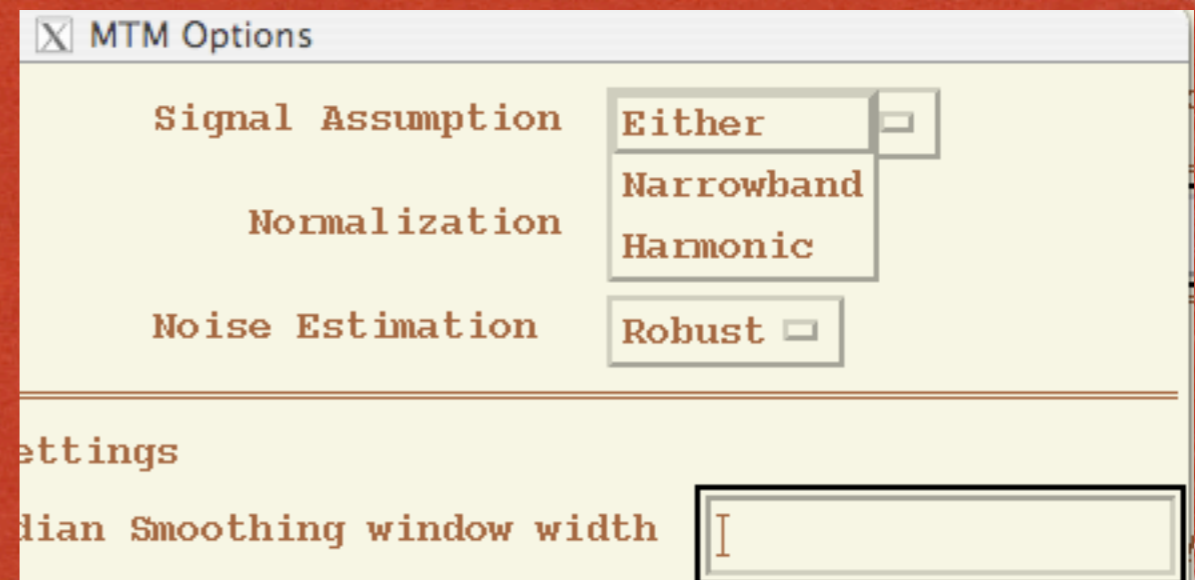 MTM Options
Signal Assumption Either
Narrowband
Normalization
Harmonic
Noise Estimation Robust
ettings
dian Smoothing window width